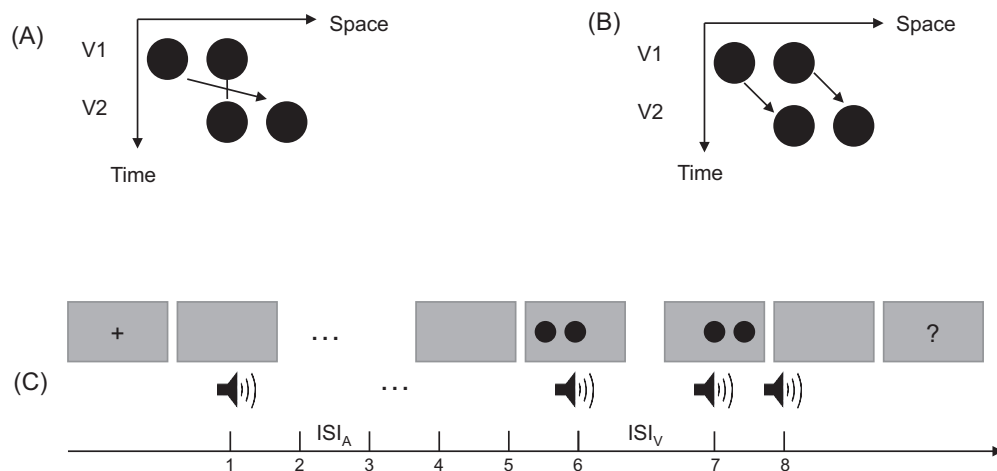 (A)
Space
V1
V2
Time
(B)
Space
V1
V2
Time
(C)
+
...
?
...
ISI_A
ISI_V
1 2 3 4 5 6 7 8